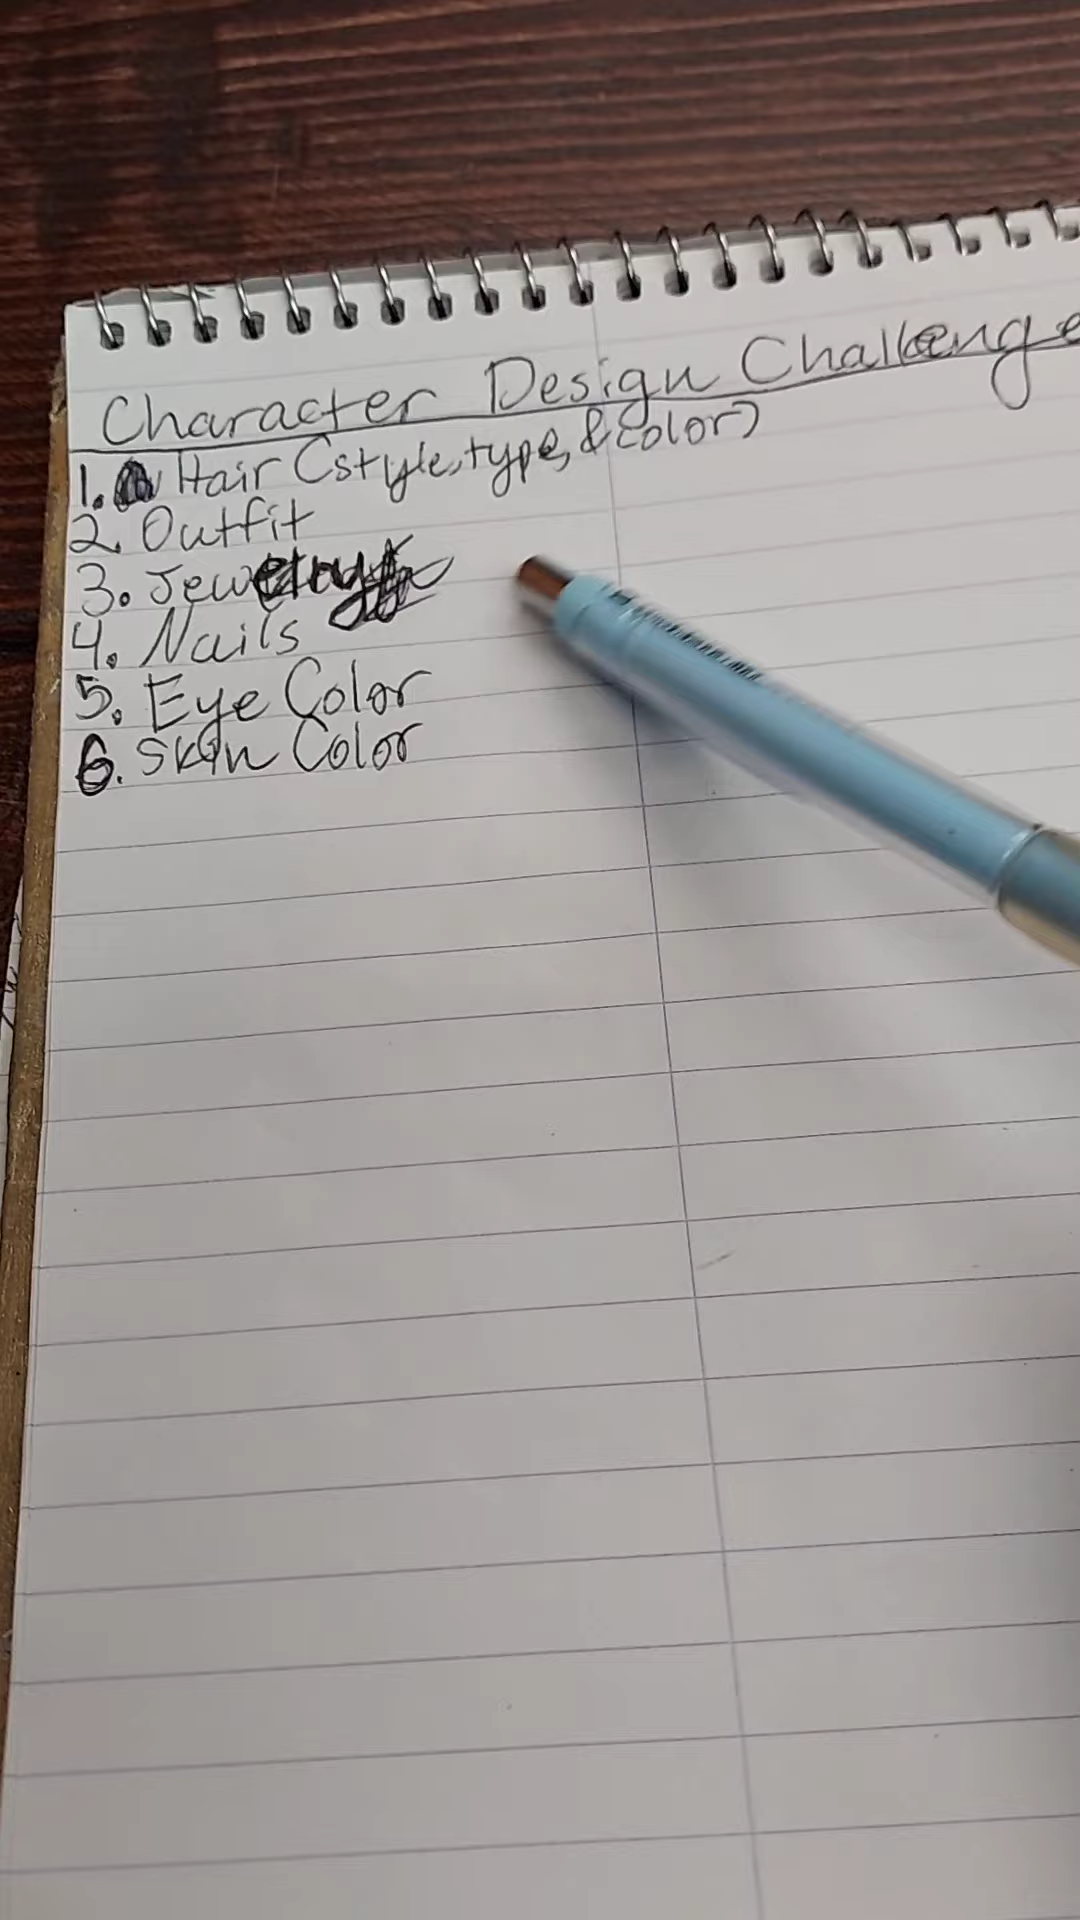 Character Design Challenge
1. Hair (style, type, & color)
2. Outfit
3. Jewelry
4. Nails
5. Eye Color
6. Skin Color